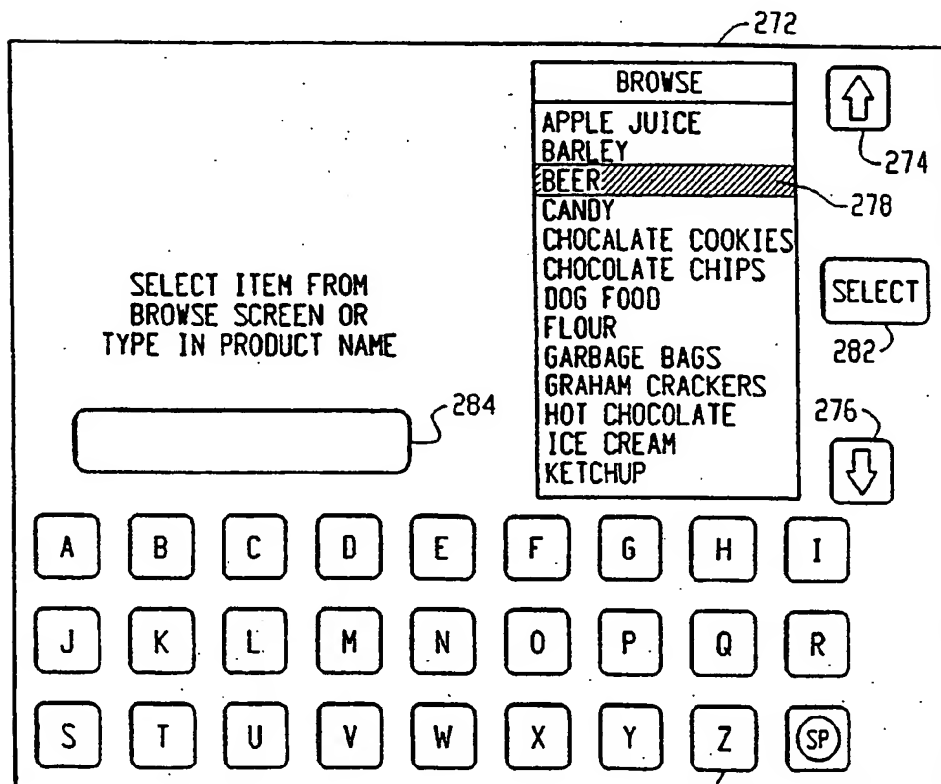 272
BROWSE
APPLE JUICE
BARLEY
BEER
CANDY
CHOCALATE COOKIES
CHOCOLATE CHIPS
DOG FOOD
FLOUR
GARBAGE BAGS
GRAHAM CRACKERS
HOT CHOCOLATE
ICE CREAM
KETCHUP
274
278
SELECT
282
276
SELECT ITEM FROM
BROWSE SCREEN OR
TYPE IN PRODUCT NAME
284
A B C D E F G H I
J K L M N O P Q R
S T U V W X Y Z SP